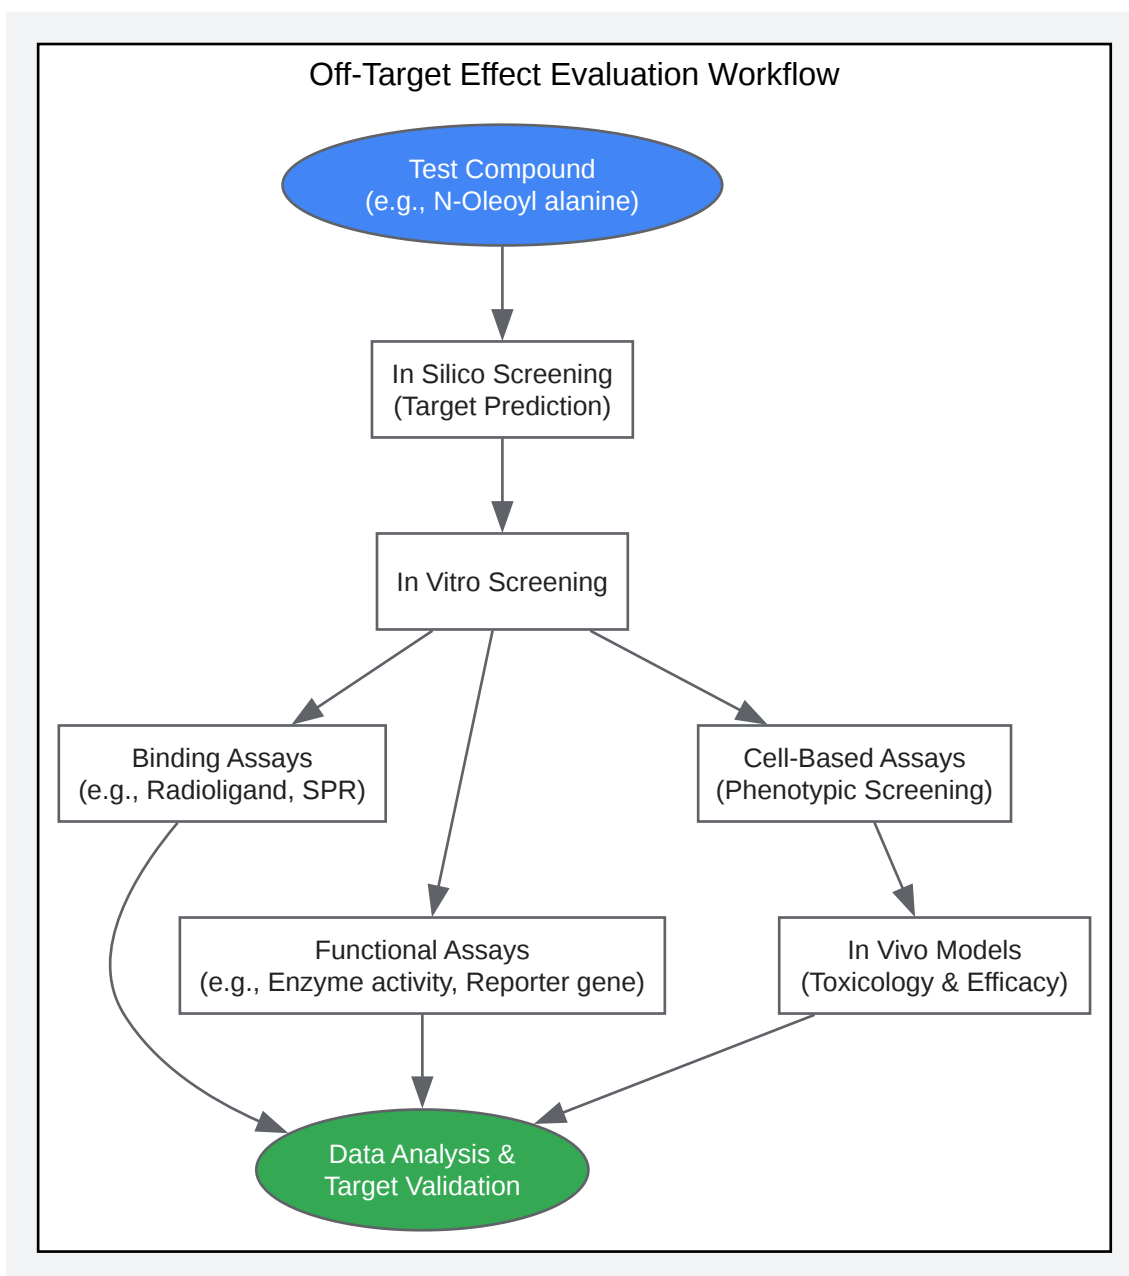 Off-Target Effect Evaluation Workflow
Test Compound
(e.g., N-Oleoyl alanine)
In Silico Screening
(Target Prediction)
In Vitro Screening
Binding Assays
(e.g., Radioligand, SPR)
Cell-Based Assays
(Phenotypic Screening)
Functional Assays
(e.g., Enzyme activity, Reporter gene)
In Vivo Models
(Toxicology & Efficacy)
Data Analysis &
Target Validation